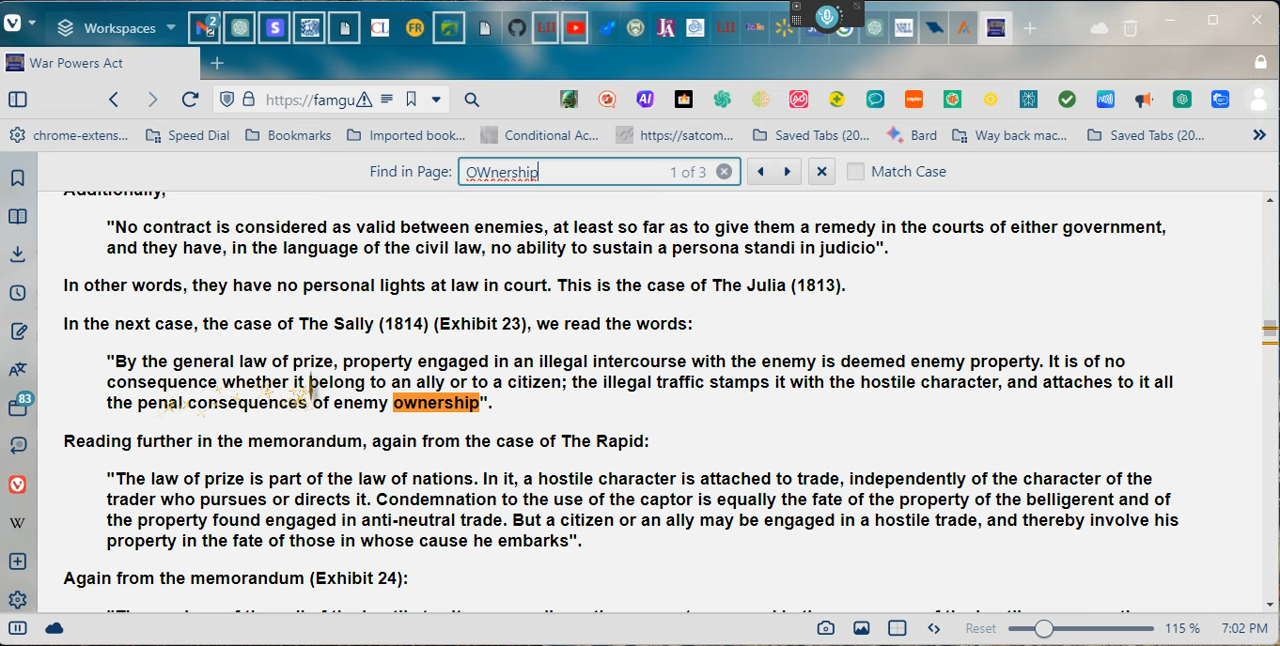 Workspaces
War Powers Act
https://famgu
chrome-extens...
Speed Dial
Bookmarks
Imported book...
Conditional Ac...
https://satcom...
Saved Tabs (20...
Bard
Way back mac...
Saved Tabs (20...
Find in Page:
OWnership
1 of 3
Match Case
Additionally,
"No contract is considered as valid between enemies, at least so far as to give them a remedy in the courts of either government,
and they have, in the language of the civil law, no ability to sustain a persona standi in judicio".
In other words, they have no personal lights at law in court. This is the case of The Julia (1813).
In the next case, the case of The Sally (1814) (Exhibit 23), we read the words:
"By the general law of prize, property engaged in an illegal intercourse with the enemy is deemed enemy property. It is of no
consequence whether it belong to an ally or to a citizen; the illegal traffic stamps it with the hostile character, and attaches to it all
the penal consequences of enemy ownership".
Reading further in the memorandum, again from the case of The Rapid:
"The law of prize is part of the law of nations. In it, a hostile character is attached to trade, independently of the character of the
trader who pursues or directs it. Condemnation to the use of the captor is equally the fate of the property of the belligerent and of
the property found engaged in anti-neutral trade. But a citizen or an ally may be engaged in a hostile trade, and thereby involve his
property in the fate of those in whose cause he embarks".
Again from the memorandum (Exhibit 24):
83
W
Reset
115 %
7:02 PM